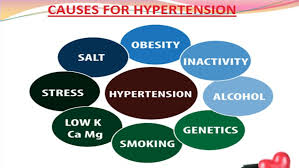 CAUSES FOR HYPERTENSION
OBESITY
SALT
INACTIVITY
STRESS
HYPERTENSION
ALCOHOL
LOW K
Ca Mg
GENETICS
SMOKING